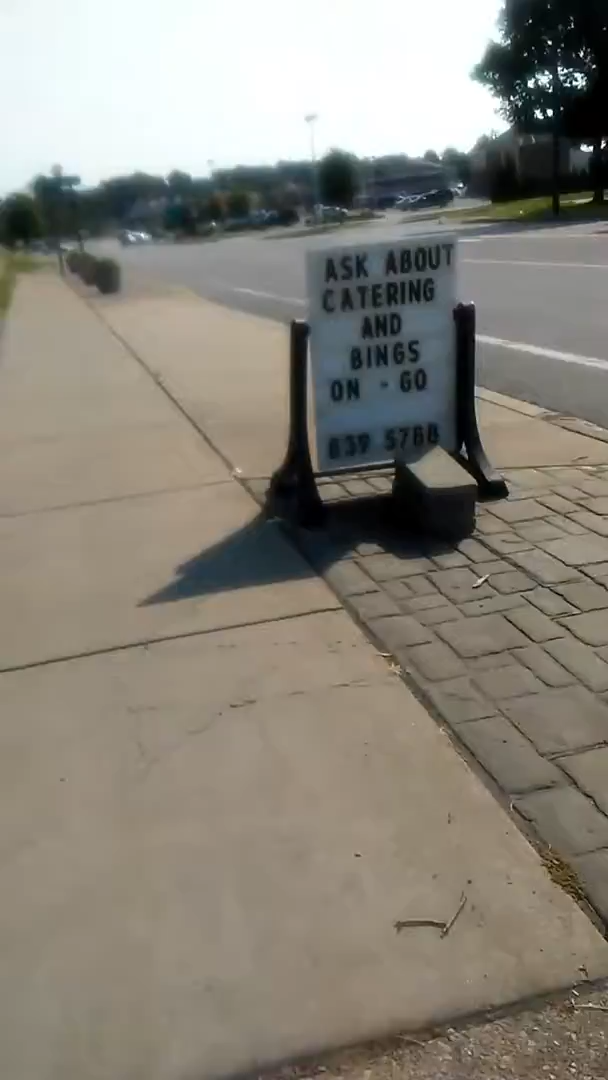 ASK ABOUT
CATERING
AND
BINGS
ON - GO
839 5788